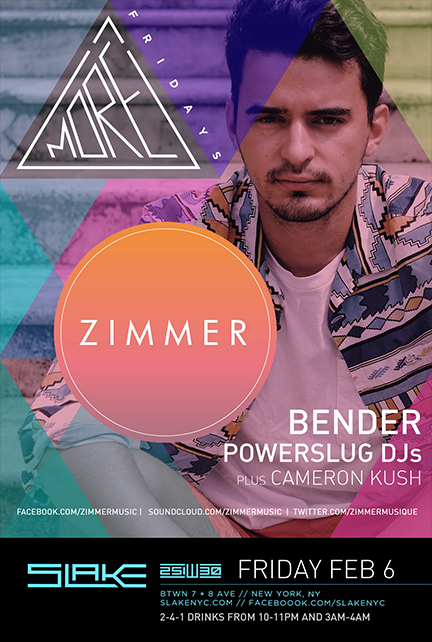 MORE
FRIDAYS
ZIMMER
BENDER
POWERSLUG DJs
PLUS CAMERON KUSH
FACEBOOK.COM/ZIMMERMUSIC | SOUNDCLOUD.COM/ZIMMERMUSIC | TWITTER.COM/ZIMMERMUSIQUE
SLAKE 251W30 FRIDAY FEB 6
BTWN 7 + 8 AVE // NEW YORK, NY
SLAKENYC.COM // FACEBOOOK.COM/SLAKENYC
2-4-1 DRINKS FROM 10-11PM AND 3AM-4AM